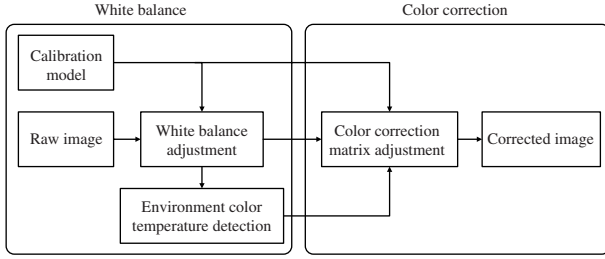 White balance
Color correction
Calibration
model
Raw image
White balance
adjustment
Color correction
matrix adjustment
Corrected image
Environment color
temperature detection